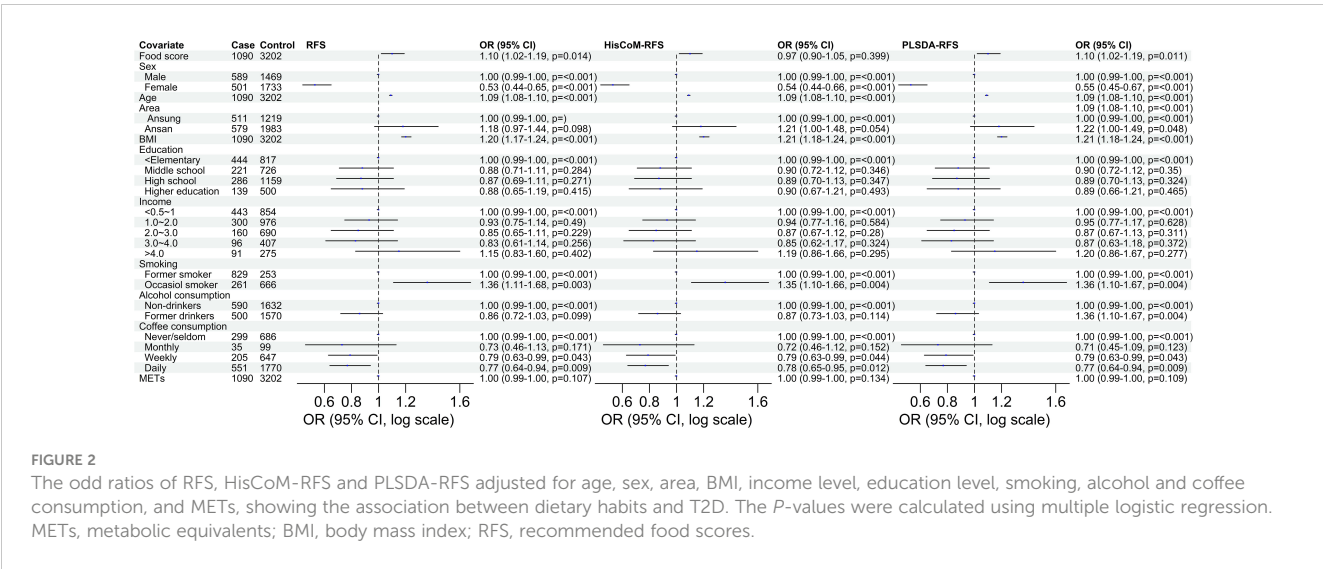 Covariate Case Control RFS OR (95% CI) HisCoM-RFS OR (95% CI) PLSDA-RFS OR (95% CI)
Food score 1090 3202 1.10 (1.02-1.19, p=0.014) 0.97 (0.90-1.05, p=0.399) 1.10 (1.02-1.19, p=0.011)
Sex
Male 589 1469 1.00 (0.99-1.00, p=<0.001) 1.00 (0.99-1.00, p=<0.001) 1.00 (0.99-1.00, p=<0.001)
Female 501 1733 0.53 (0.44-0.65, p=<0.001) 0.54 (0.44-0.66, p=<0.001) 0.55 (0.45-0.67, p=<0.001)
Age 1090 3202 1.09 (1.08-1.10, p=<0.001) 1.09 (1.08-1.10, p=<0.001) 1.09 (1.08-1.10, p=<0.001)
Area 1.09 (1.08-1.10, p=<0.001)
Ansung 511 1219 1.00 (0.99-1.00, p=) 1.00 (0.99-1.00, p=<0.001) 1.00 (0.99-1.00, p=<0.001)
Ansan 579 1983 1.18 (0.97-1.44, p=0.098) 1.21 (1.00-1.48, p=0.054) 1.22 (1.00-1.49, p=0.048)
BMI 1090 3202 1.20 (1.17-1.24, p=<0.001) 1.21 (1.18-1.24, p=<0.001) 1.21 (1.18-1.24, p=<0.001)
Education
<Elementary 444 817 1.00 (0.99-1.00, p=<0.001) 1.00 (0.99-1.00, p=<0.001) 1.00 (0.99-1.00, p=<0.001)
Middle school 221 726 0.88 (0.71-1.11, p=0.284) 0.90 (0.72-1.12, p=0.346) 0.90 (0.72-1.12, p=0.35)
High school 286 1159 0.87 (0.69-1.11, p=0.271) 0.89 (0.70-1.13, p=0.347) 0.89 (0.70-1.13, p=0.324)
Higher education 139 500 0.88 (0.65-1.19, p=0.415) 0.90 (0.67-1.21, p=0.493) 0.89 (0.66-1.21, p=0.465)
Income
<0.5~1 443 854 1.00 (0.99-1.00, p=<0.001) 1.00 (0.99-1.00, p=<0.001) 1.00 (0.99-1.00, p=<0.001)
1.0~2.0 300 976 0.93 (0.75-1.14, p=0.49) 0.94 (0.77-1.16, p=0.584) 0.95 (0.77-1.17, p=0.628)
2.0~3.0 160 690 0.85 (0.65-1.11, p=0.229) 0.87 (0.67-1.12, p=0.28) 0.87 (0.67-1.13, p=0.311)
3.0~4.0 96 407 0.83 (0.61-1.14, p=0.256) 0.85 (0.62-1.17, p=0.324) 0.87 (0.63-1.18, p=0.372)
>4.0 91 275 1.15 (0.83-1.60, p=0.402) 1.19 (0.86-1.66, p=0.295) 1.20 (0.86-1.67, p=0.277)
Smoking
Former smoker 829 253 1.00 (0.99-1.00, p=<0.001) 1.00 (0.99-1.00, p=<0.001) 1.00 (0.99-1.00, p=<0.001)
Occasiol smoker 261 666 1.36 (1.11-1.68, p=0.003) 1.35 (1.10-1.66, p=0.004) 1.36 (1.10-1.67, p=0.004)
Alcohol consumption
Non-drinkers 590 1632 1.00 (0.99-1.00, p=<0.001) 1.00 (0.99-1.00, p=<0.001) 1.00 (0.99-1.00, p=<0.001)
Former drinkers 500 1570 0.86 (0.72-1.03, p=0.099) 0.87 (0.73-1.03, p=0.114) 1.36 (1.10-1.67, p=0.004)
Coffee consumption
Never/seldom 299 686 1.00 (0.99-1.00, p=<0.001) 1.00 (0.99-1.00, p=<0.001) 1.00 (0.99-1.00, p=<0.001)
Monthly 35 99 0.73 (0.46-1.13, p=0.171) 0.72 (0.46-1.12, p=0.152) 0.71 (0.45-1.09, p=0.123)
Weekly 205 647 0.79 (0.63-0.99, p=0.043) 0.79 (0.63-0.99, p=0.044) 0.79 (0.63-0.99, p=0.043)
Daily 551 1770 0.77 (0.64-0.94, p=0.009) 0.78 (0.65-0.95, p=0.012) 0.77 (0.64-0.94, p=0.009)
METs 1090 3202 1.00 (0.99-1.00, p=0.107) 1.00 (0.99-1.00, p=0.134) 1.00 (0.99-1.00, p=0.109)
0.6 0.8 1 1.2 1.6 0.6 0.8 1 1.2 1.6 0.6 0.8 1 1.2 1.6
OR (95% CI, log scale) OR (95% CI, log scale) OR (95% CI, log scale)
FIGURE 2
The odd ratios of RFS, HisCoM-RFS and PLSDA-RFS adjusted for age, sex, area, BMI, income level, education level, smoking, alcohol and coffee
consumption, and METs, showing the association between dietary habits and T2D. The P-values were calculated using multiple logistic regression.
METs, metabolic equivalents; BMI, body mass index; RFS, recommended food scores.